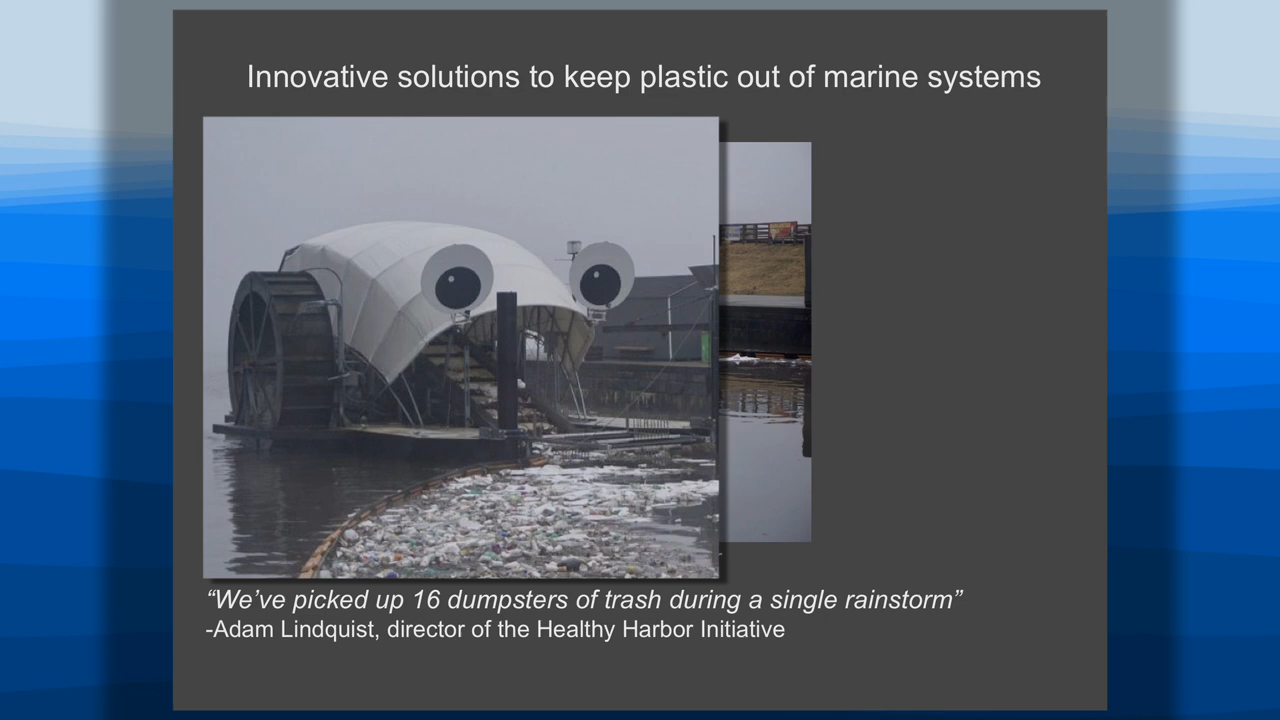 Innovative solutions to keep plastic out of marine systems
“We’ve picked up 16 dumpsters of trash during a single rainstorm”
-Adam Lindquist, director of the Healthy Harbor Initiative